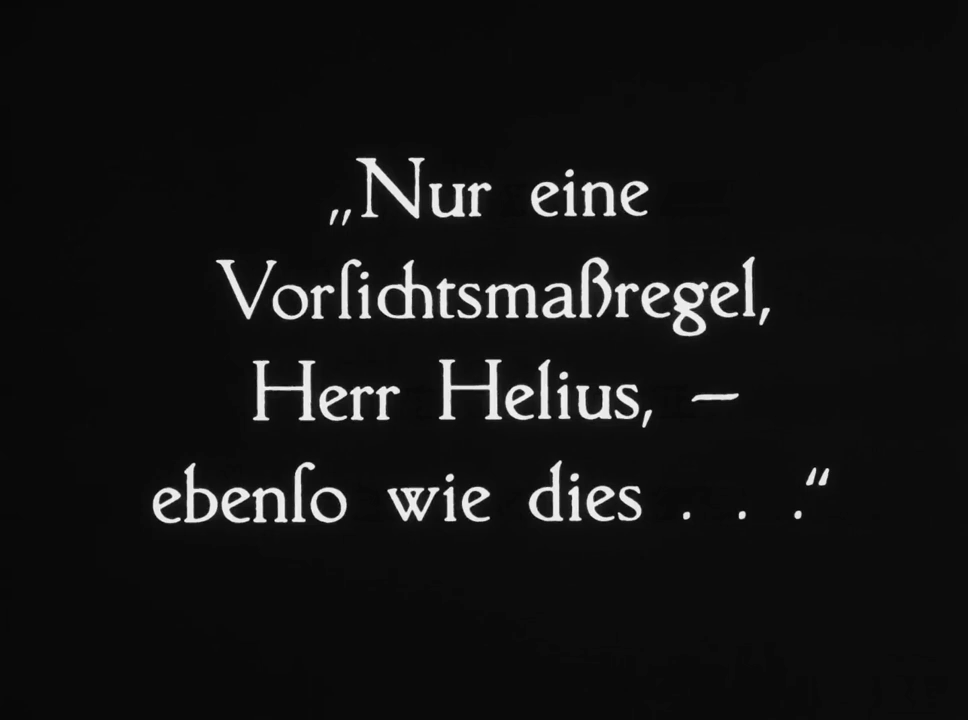 „Nur eine
Vorſichtsmaßregel,
Herr Helius, —
ebenſo wie dies . . .“